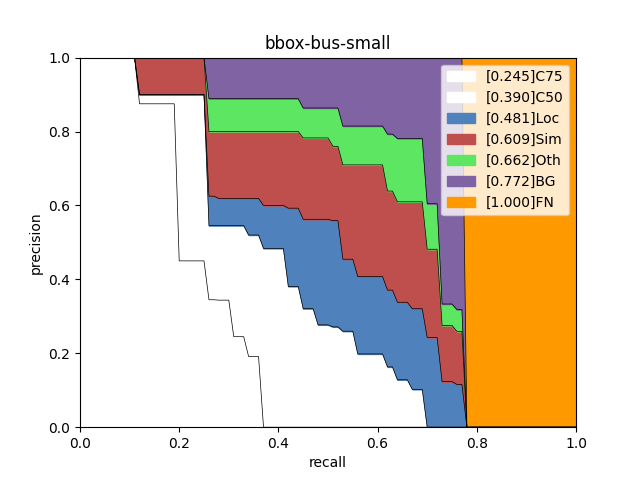 bbox-bus-small
1.0
0.8
0.6
0.4
0.2
0.0
precision
[0.245]C75
[0.390]C50
[0.481]Loc
[0.609]Sim
[0.662]Oth
[0.772]BG
[1.000]FN
0.0 0.2 0.4 0.6 0.8 1.0
recall